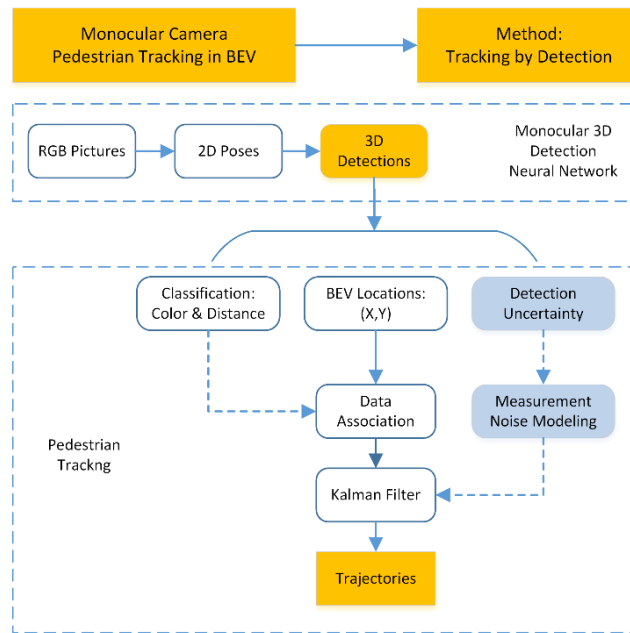 Monocular Camera
Pedestrian Tracking in BEV
Method:
Tracking by Detection
RGB Pictures
2D Poses
3D
Detections
Monocular 3D
Detection
Neural Network
Classification:
Color & Distance
BEV Locations:
(X,Y)
Detection
Uncertainty
Data
Association
Measurement
Noise Modeling
Pedestrian
Trackng
Kalman Filter
Trajectories